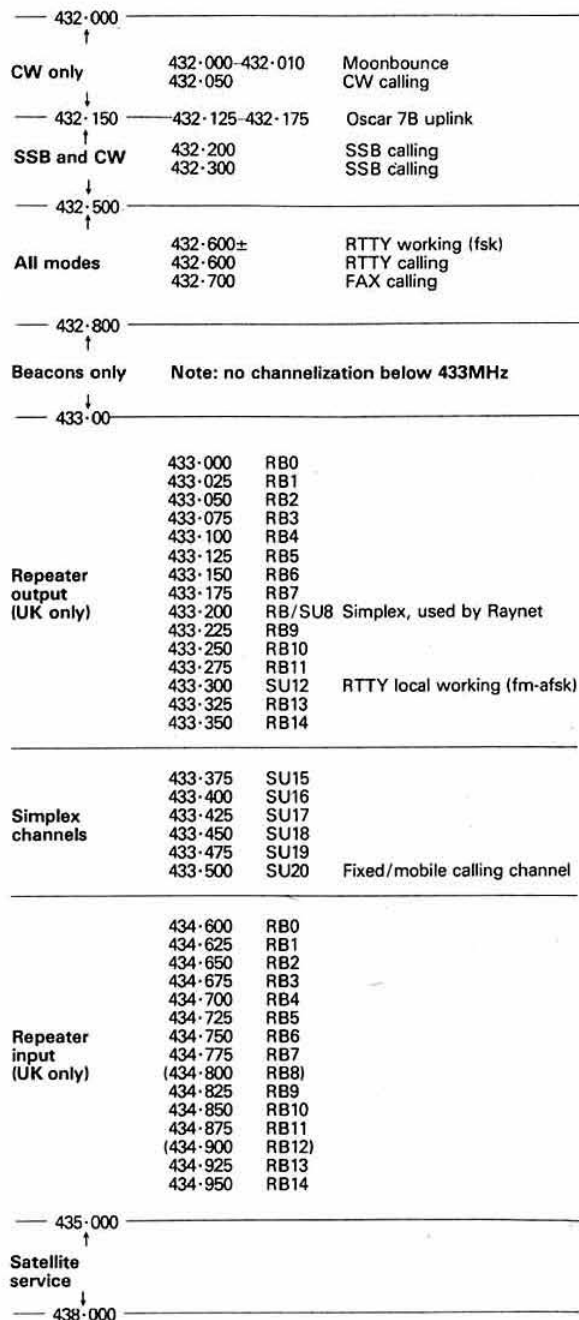 432·000
CW only
432·000-432·010 Moonbounce
432·050 CW calling
432·150 432·125-432·175 Oscar 7B uplink
SSB and CW
432·200 SSB calling
432·300 SSB calling
432·500
All modes
432·600± RTTY working (fsk)
432·600 RTTY calling
432·700 FAX calling
432·800
Beacons only Note: no channelization below 433MHz
433·00
Repeater
output
(UK only)
433·000 RB0
433·025 RB1
433·050 RB2
433·075 RB3
433·100 RB4
433·125 RB5
433·150 RB6
433·175 RB7
433·200 RB/SU8 Simplex, used by Raynet
433·225 RB9
433·250 RB10
433·275 RB11
433·300 SU12 RTTY local working (fm-afsk)
433·325 RB13
433·350 RB14
Simplex
channels
433·375 SU15
433·400 SU16
433·425 SU17
433·450 SU18
433·475 SU19
433·500 SU20 Fixed/mobile calling channel
Repeater
input
(UK only)
434·600 RB0
434·625 RB1
434·650 RB2
434·675 RB3
434·700 RB4
434·725 RB5
434·750 RB6
434·775 RB7
(434·800 RB8)
434·825 RB9
434·850 RB10
434·875 RB11
(434·900 RB12)
434·925 RB13
434·950 RB14
435·000
Satellite
service
438·000